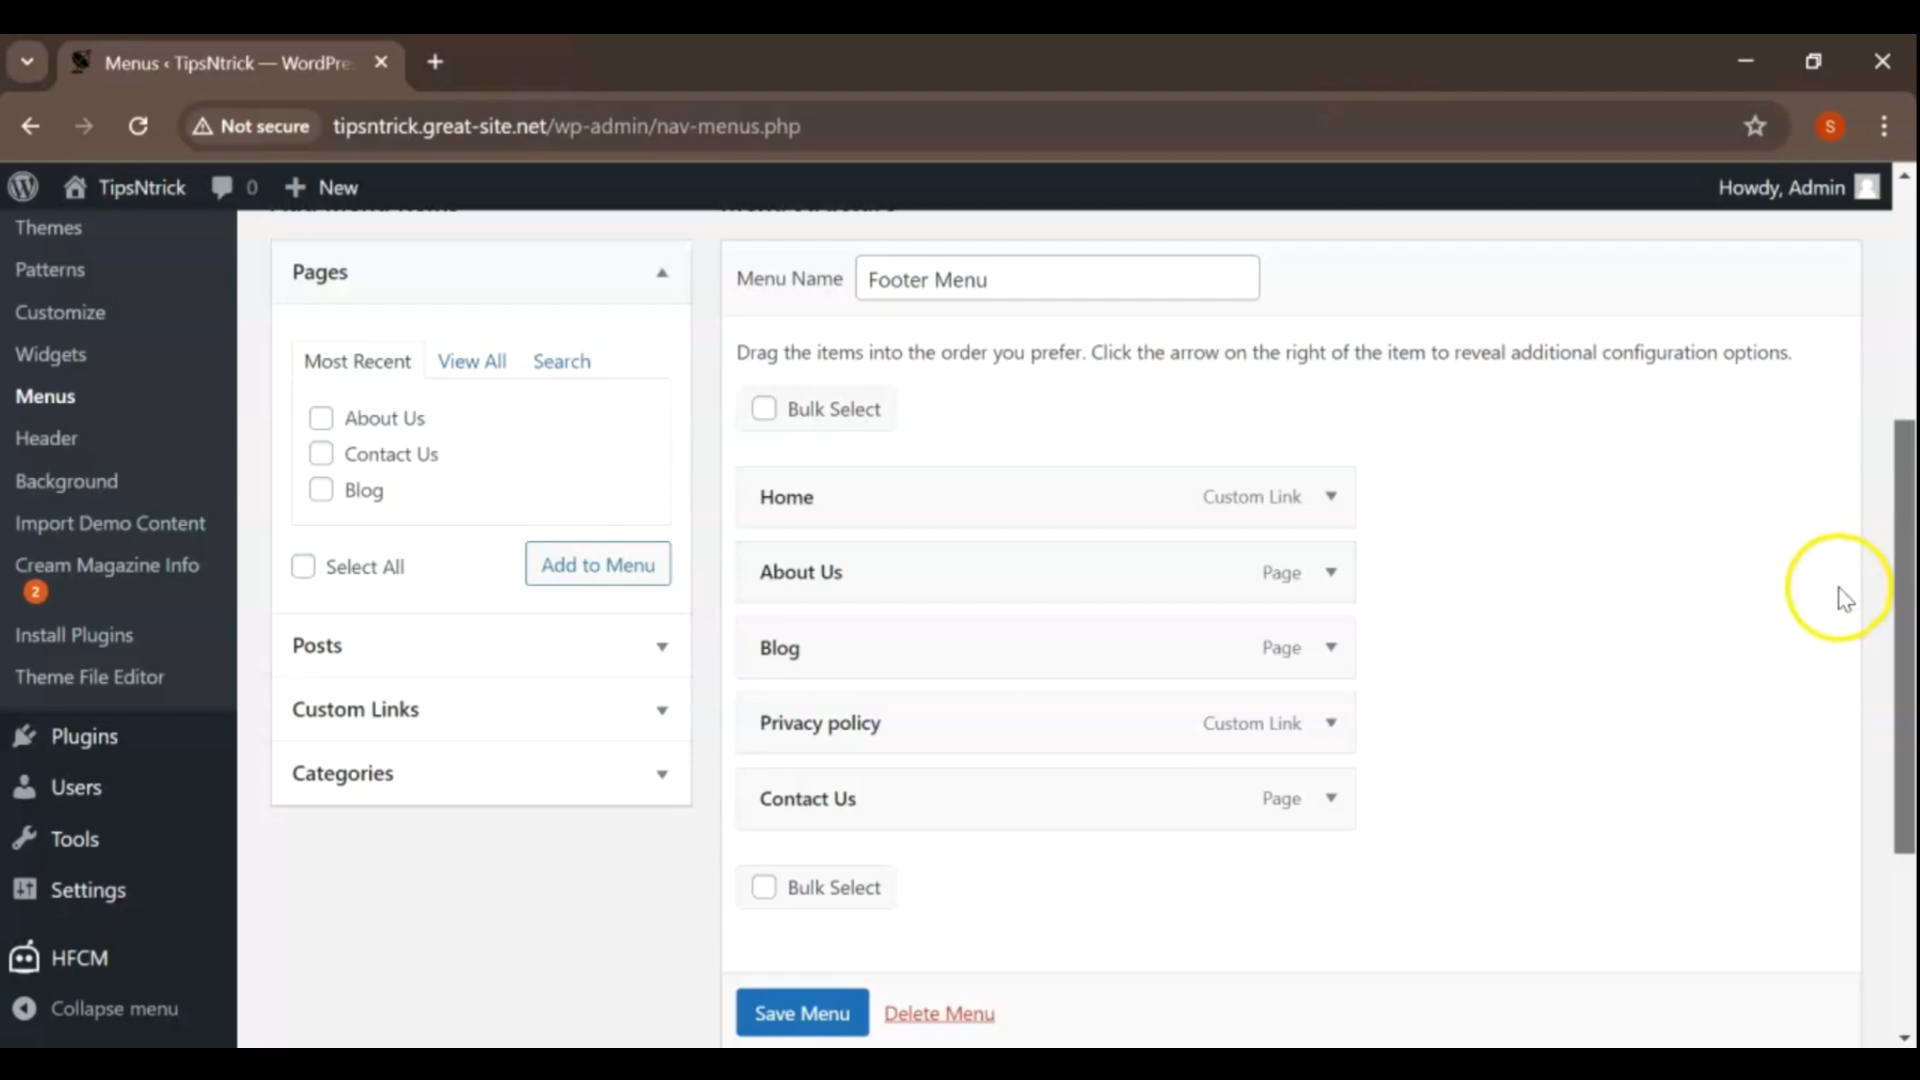 Menus ‹ TipsNtrick — WordPre
Not secure
tipsntrick.great-site.net/wp-admin/nav-menus.php
S
TipsNtrick
0
New
Howdy, Admin
Themes
Patterns
Customize
Widgets
Menus
Header
Background
Import Demo Content
Cream Magazine Info
2
Install Plugins
Theme File Editor
Plugins
Users
Tools
Settings
HFCM
Collapse menu
Pages
Most Recent
View All
Search
About Us
Contact Us
Blog
Select All
Add to Menu
Posts
Custom Links
Categories
Menu Name
Footer Menu
Drag the items into the order you prefer. Click the arrow on the right of the item to reveal additional configuration options.
Bulk Select
Home Custom Link
About Us Page
Blog Page
Privacy policy Custom Link
Contact Us Page
Bulk Select
Save Menu
Delete Menu